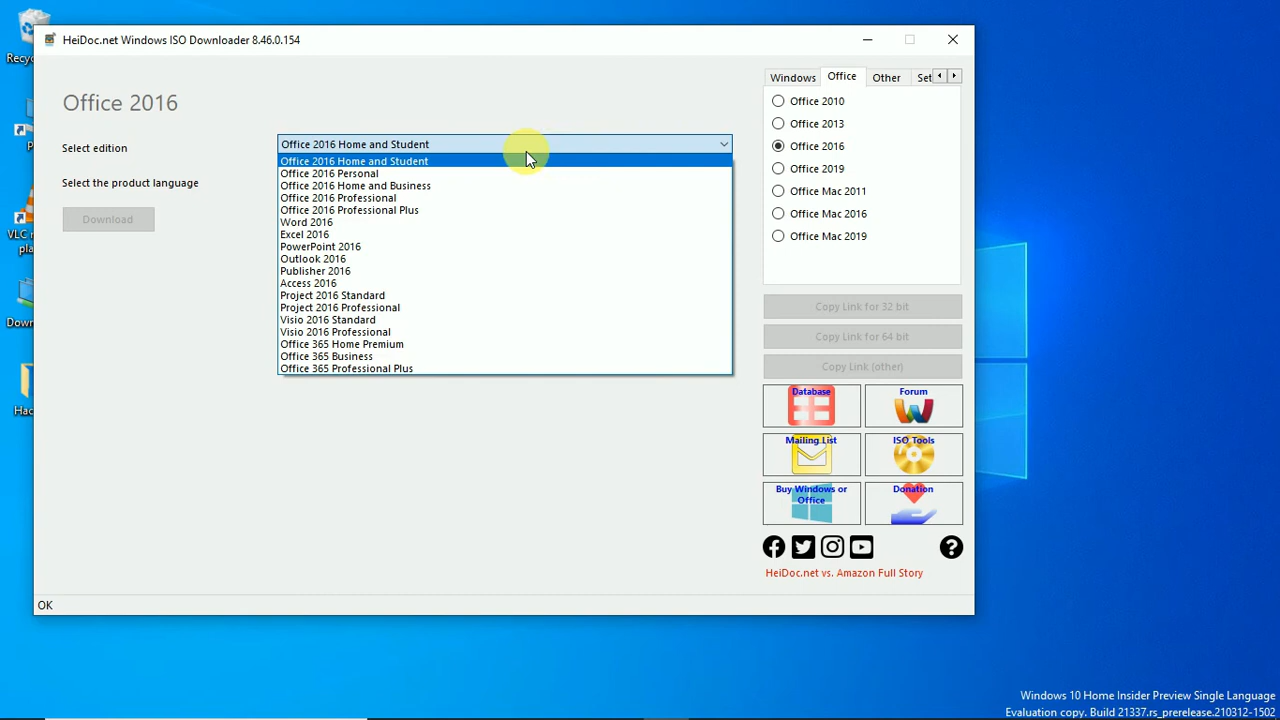 HeiDoc.net Windows ISO Downloader 8.46.0.154
Recyc
P
VLC m
pla
Down
Hac
Office 2016
Select edition
Office 2016 Home and Student
Office 2016 Home and Student
Office 2016 Personal
Office 2016 Home and Business
Office 2016 Professional
Office 2016 Professional Plus
Word 2016
Excel 2016
PowerPoint 2016
Outlook 2016
Publisher 2016
Access 2016
Project 2016 Standard
Project 2016 Professional
Visio 2016 Standard
Visio 2016 Professional
Office 365 Home Premium
Office 365 Business
Office 365 Professional Plus
Select the product language
Download
Windows Office Other Set
Office 2010
Office 2013
Office 2016
Office 2019
Office Mac 2011
Office Mac 2016
Office Mac 2019
Copy Link for 32 bit
Copy Link for 64 bit
Copy Link (other)
Database Forum
Mailing List ISO Tools
Buy Windows or
Office
Donation
HeiDoc.net vs. Amazon Full Story
OK
Windows 10 Home Insider Preview Single Language
Evaluation copy. Build 21337.rs_prerelease.210312-1502